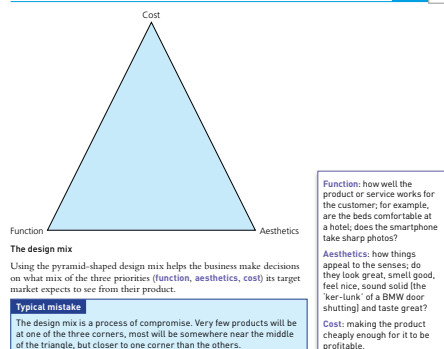 Cost
Function
Aesthetics
The design mix
Using the pyramid-shaped design mix helps the business make decisions
on what mix of the three priorities (function, aesthetics, cost) its target
market expects to see from their product.
Typical mistake
The design mix is a process of compromise. Very few products will be
at one of the three corners, most will be somewhere near the middle
of the triangle, but closer to one corner than the others.
Function: how well the
product or service works for
the customer; for example,
are the beds comfortable at
a hotel; does the smartphone
take sharp photos?
Aesthetics: how things
appeal to the senses; do
they look great, smell good,
feel nice, sound solid (the
'ker-lunk' of a BMW door
shutting) and taste great?
Cost: making the product
cheaply enough for it to be
profitable.